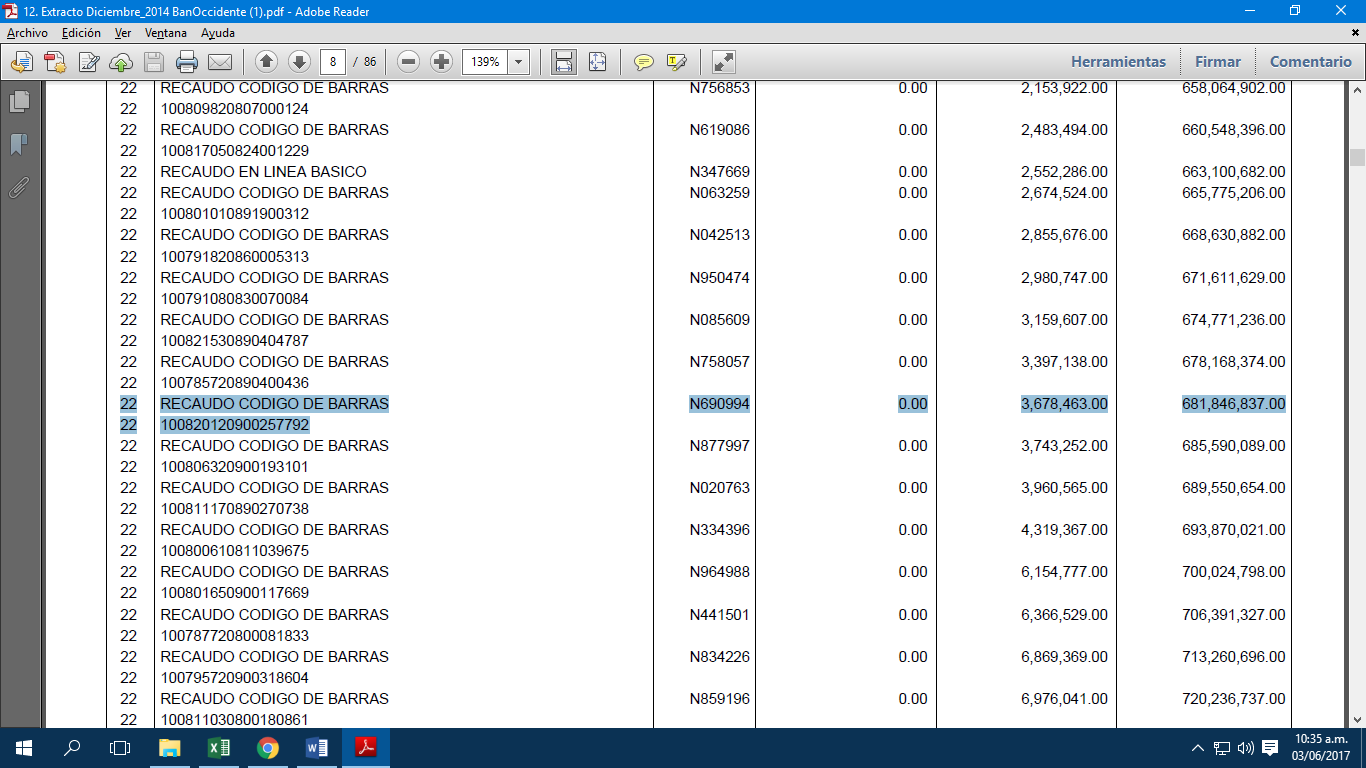 12. Extracto Diciembre_2014 BanOccidente (1).pdf - Adobe Reader
Archivo Edición Ver Ventana Ayuda
8 / 86 139% Herramientas Firmar Comentario
22 RECAUDO CODIGO DE BARRAS N756853 0.00 2,153,922.00 658,064,902.00
22 100809820807000124
22 RECAUDO CODIGO DE BARRAS N619086 0.00 2,483,494.00 660,548,396.00
22 100817050824001229
22 RECAUDO EN LINEA BASICO N347669 0.00 2,552,286.00 663,100,682.00
22 RECAUDO CODIGO DE BARRAS N063259 0.00 2,674,524.00 665,775,206.00
22 100801010891900312
22 RECAUDO CODIGO DE BARRAS N042513 0.00 2,855,676.00 668,630,882.00
22 100791820860005313
22 RECAUDO CODIGO DE BARRAS N950474 0.00 2,980,747.00 671,611,629.00
22 100791080830070084
22 RECAUDO CODIGO DE BARRAS N085609 0.00 3,159,607.00 674,771,236.00
22 100821530890404787
22 RECAUDO CODIGO DE BARRAS N758057 0.00 3,397,138.00 678,168,374.00
22 100785720890400436
22 RECAUDO CODIGO DE BARRAS N690994 0.00 3,678,463.00 681,846,837.00
22 100820120900257792
22 RECAUDO CODIGO DE BARRAS N877997 0.00 3,743,252.00 685,590,089.00
22 100806320900193101
22 RECAUDO CODIGO DE BARRAS N020763 0.00 3,960,565.00 689,550,654.00
22 100811170890270738
22 RECAUDO CODIGO DE BARRAS N334396 0.00 4,319,367.00 693,870,021.00
22 100800610811039675
22 RECAUDO CODIGO DE BARRAS N964988 0.00 6,154,777.00 700,024,798.00
22 100801650900117669
22 RECAUDO CODIGO DE BARRAS N441501 0.00 6,366,529.00 706,391,327.00
22 100787720800081833
22 RECAUDO CODIGO DE BARRAS N834226 0.00 6,869,369.00 713,260,696.00
22 100795720900318604
22 RECAUDO CODIGO DE BARRAS N859196 0.00 6,976,041.00 720,236,737.00
22 100811030800180861
10:35 a.m.
03/06/2017